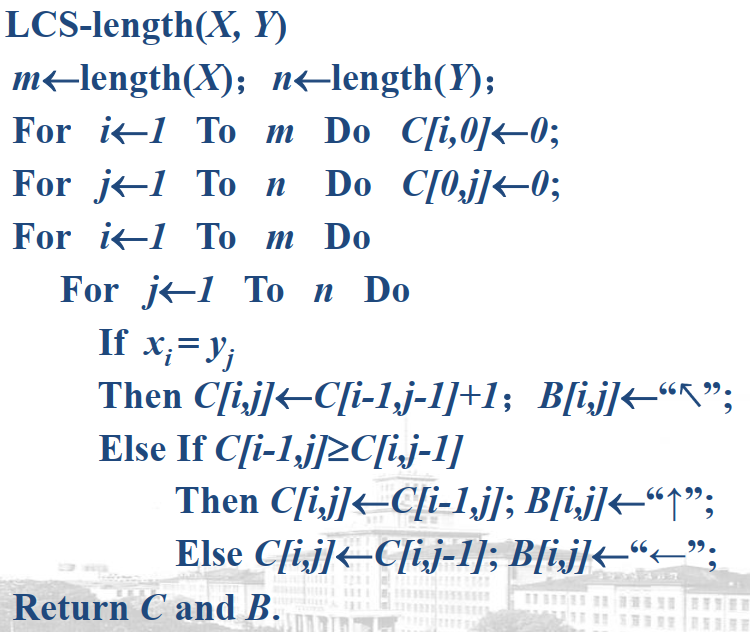 LCS-length(X, Y)
m←length(X)；n←length(Y)；
For i←1 To m Do C[i,0]←0;
For j←1 To n Do C[0,j]←0;
For i←1 To m Do
For j←1 To n Do
If xᵢ = yⱼ
Then C[i,j]←C[i-1,j-1]+1；B[i,j]←“↖”;
Else If C[i-1,j]≥C[i,j-1]
Then C[i,j]←C[i-1,j]; B[i,j]←“↑”;
Else C[i,j]←C[i,j-1]; B[i,j]←“←”;
Return C and B.